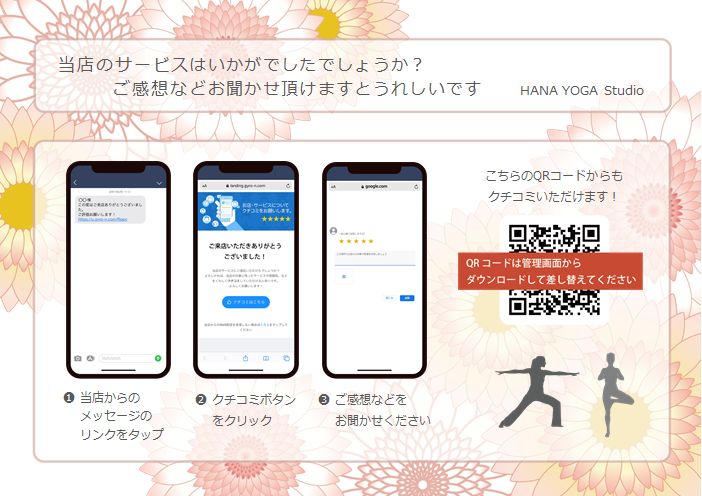 当店のサービスはいかがでしたでしょうか？
ご感想などお聞かせ頂けますとうれしいです
HANA YOGA Studio
〇〇様
この度はご来店ありがとうございました。
ご評価お願いします！
landing.gyro-n.com
お店・サービスについて
クチコミをお願いします。
ご来店いただきありがとう
ございました！
クチコミはこちら
google.com
❶ 当店からの
メッセージの
リンクをタップ
❷ クチコミボタン
をクリック
❸ ご感想などを
お聞かせください
こちらのQRコードからも
クチコミいただけます！
QRコードは管理画面から
ダウンロードして差し替えてください